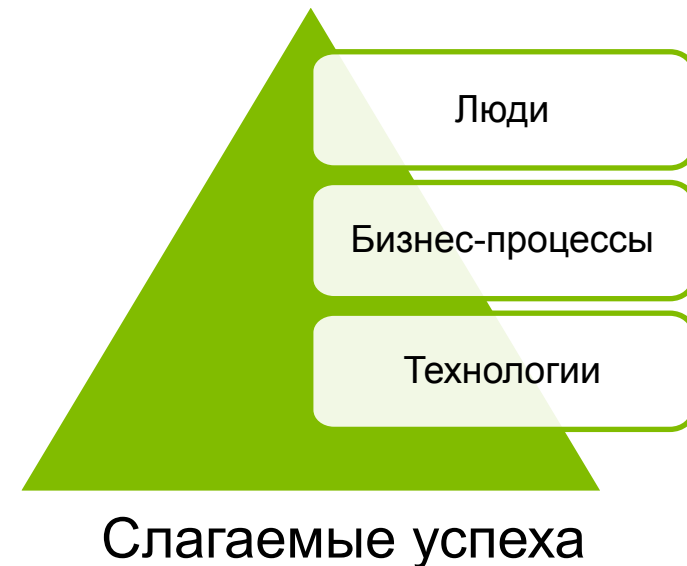 Люди
Бизнес-процессы
Технологии
Слагаемые успеха